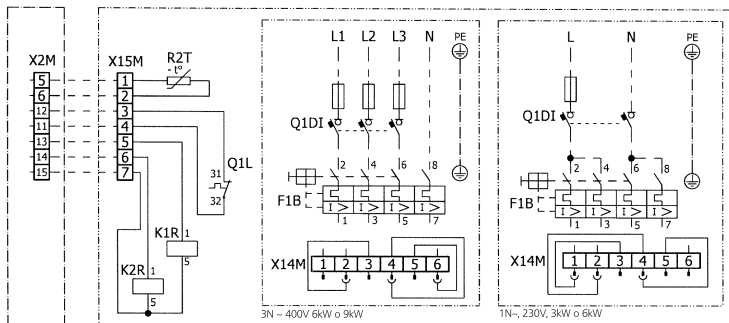 X2M
5
6
12
11
13
14
15
X15M
1
2
3
4
5
6
7
R2T
- t°
Q1L
31
32
K1R 1
5
K2R 1
5
L1 L2 L3 N PE
Q1DI
2 4 6 8
F1B
I > I > I > I >
1 3 5 7
X14M
1 2 3 4 5 6
3N ~ 400V 6kW o 9kW
L N PE
Q1DI
2 4 6 8
F1B
I > I > I > I >
1 3 5 7
X14M
1 2 3 4 5 6
1N~, 230V, 3kW o 6kW